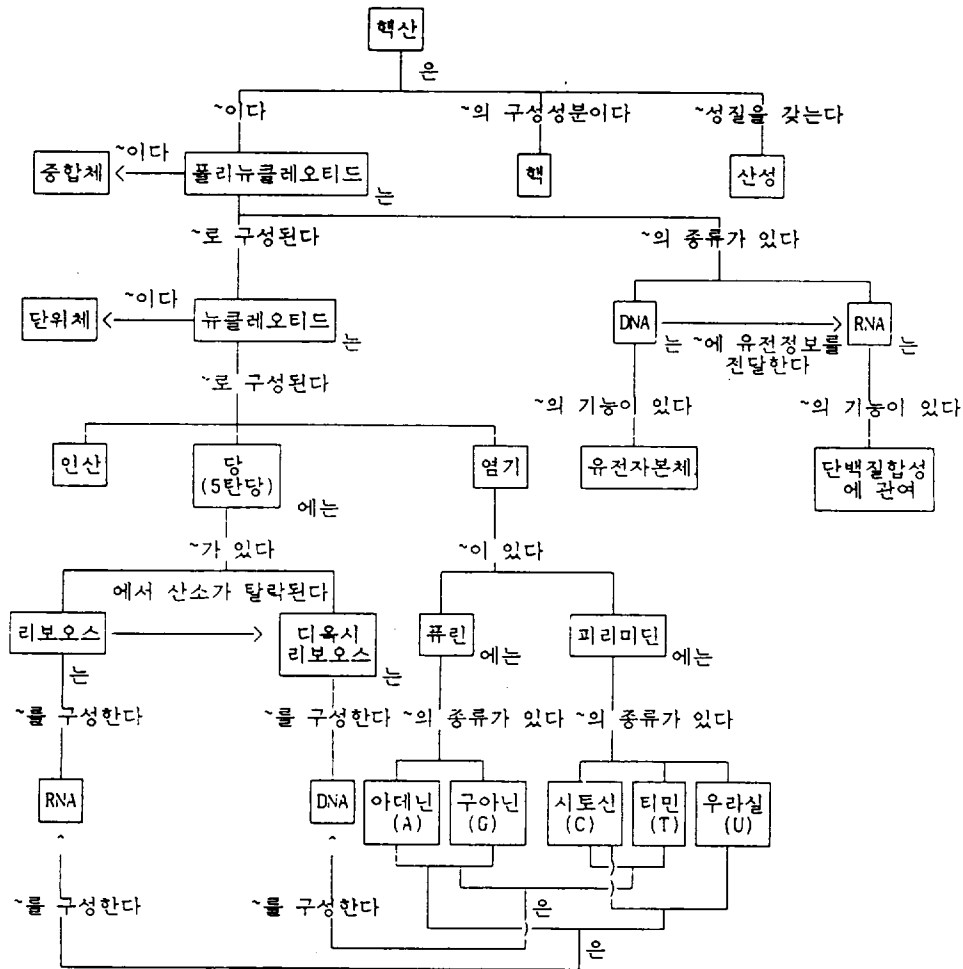 핵산
은
~이다
~의 구성성분이다
~성질을 갖는다
중합체
~이다
폴리뉴클레오티드
는
핵
산성
~로 구성된다
~의 종류가 있다
단위체
~이다
뉴클레오티드
는
DNA
는
~에 유전정보를
전달한다
RNA
는
~로 구성된다
~의 기능이 있다
~의 기능이 있다
인산
당
(5탄당)
에는
염기
유전자본체
단백질합성
에 관여
~가 있다
~이 있다
에서 산소가 탈락된다
리보오스
는
디옥시
리보오스
는
퓨린
에는
피리미딘
에는
~를 구성한다
~를 구성한다
~의 종류가 있다
~의 종류가 있다
RNA
DNA
아데닌
(A)
구아닌
(G)
시토신
(C)
티민
(T)
우라실
(U)
~를 구성한다
~를 구성한다
은
은